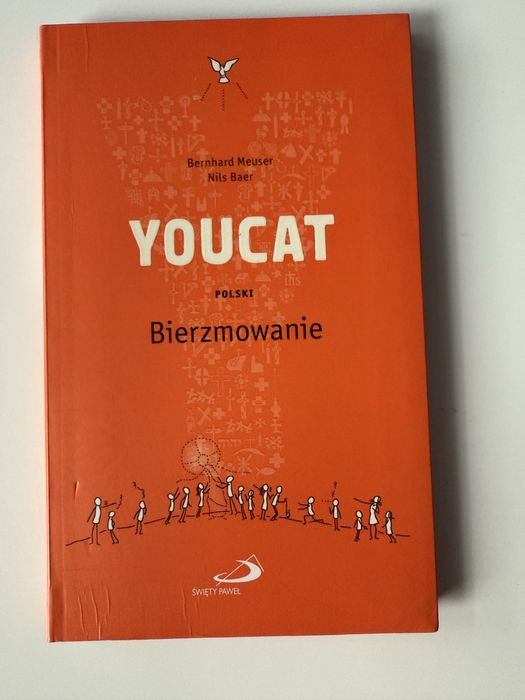 Bernhard Meuser
Nils Baer
YOUCAT
POLSKI
Bierzmowanie
ŚWIĘTY PAWEŁ